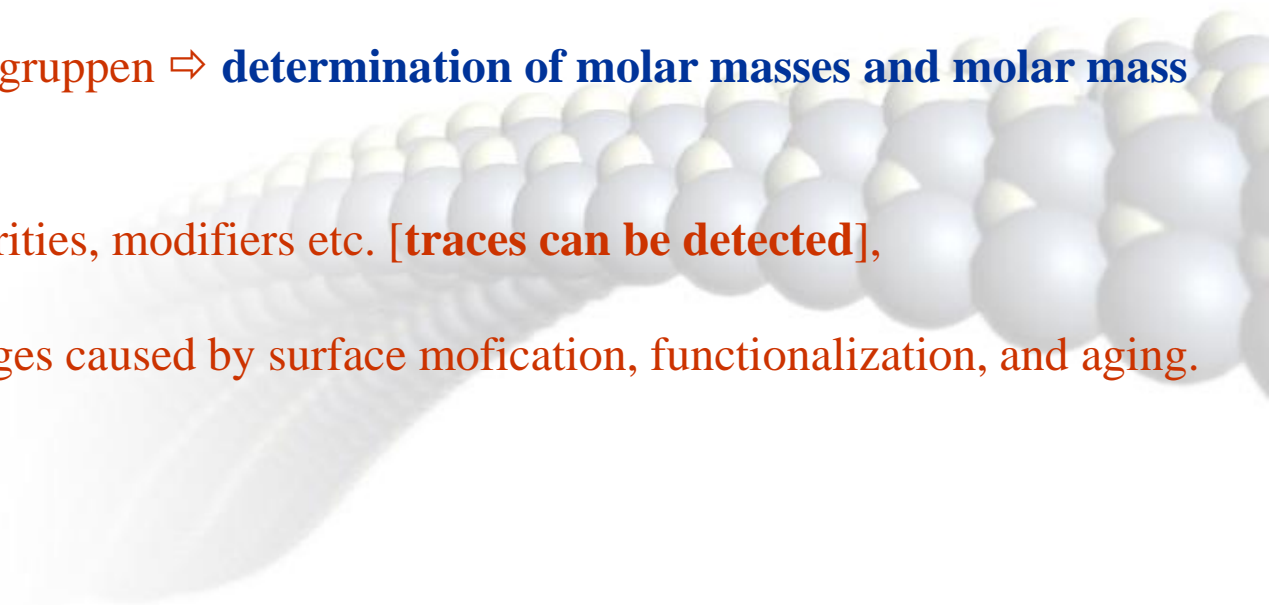 gruppen ⇨ determination of molar masses and molar mass
rities, modifiers etc. [traces can be detected],
ges caused by surface mofication, functionalization, and aging.